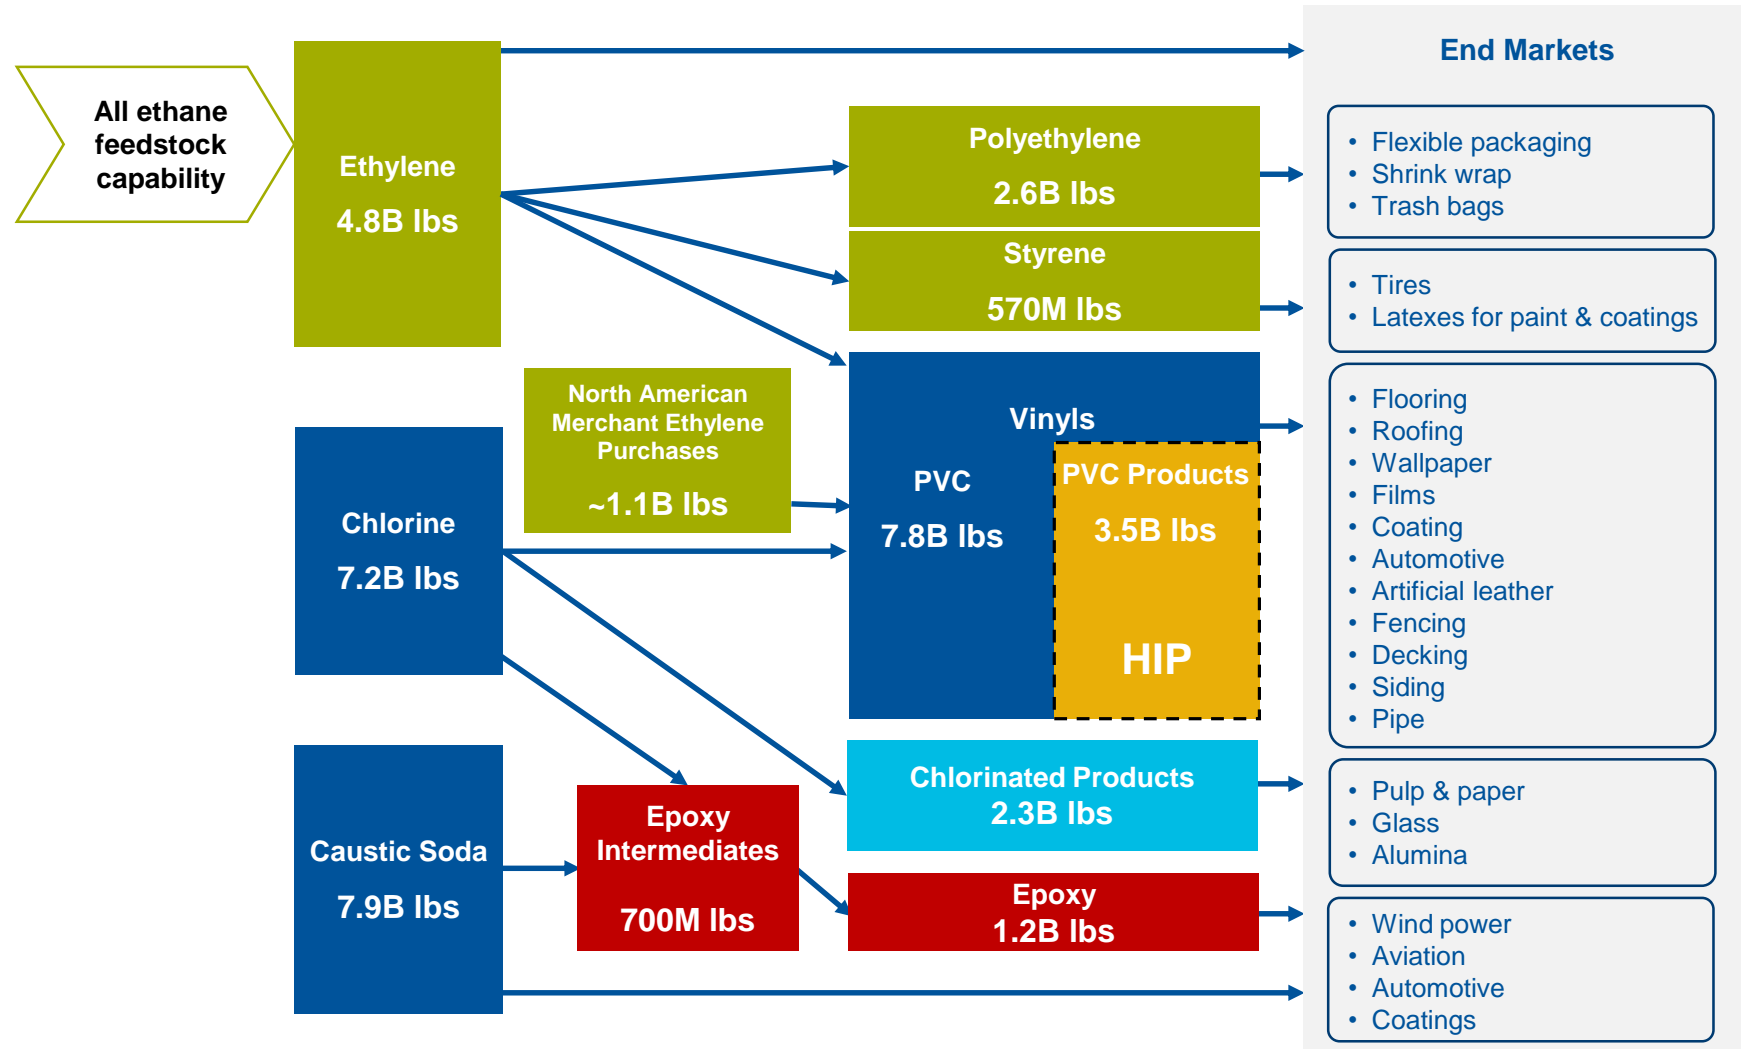 All ethane
feedstock
capability
Ethylene
4.8B lbs
Chlorine
7.2B lbs
Caustic Soda
7.9B lbs
North American
Merchant Ethylene
Purchases
~1.1B lbs
Epoxy
Intermediates
700M lbs
Polyethylene
2.6B lbs
Styrene
570M lbs
Vinyls
PVC
7.8B lbs
PVC Products
3.5B lbs
HIP
Chlorinated Products
2.3B lbs
Epoxy
1.2B lbs
End Markets
• Flexible packaging
• Shrink wrap
• Trash bags
• Tires
• Latexes for paint & coatings
• Flooring
• Roofing
• Wallpaper
• Films
• Coating
• Automotive
• Artificial leather
• Fencing
• Decking
• Siding
• Pipe
• Pulp & paper
• Glass
• Alumina
• Wind power
• Aviation
• Automotive
• Coatings